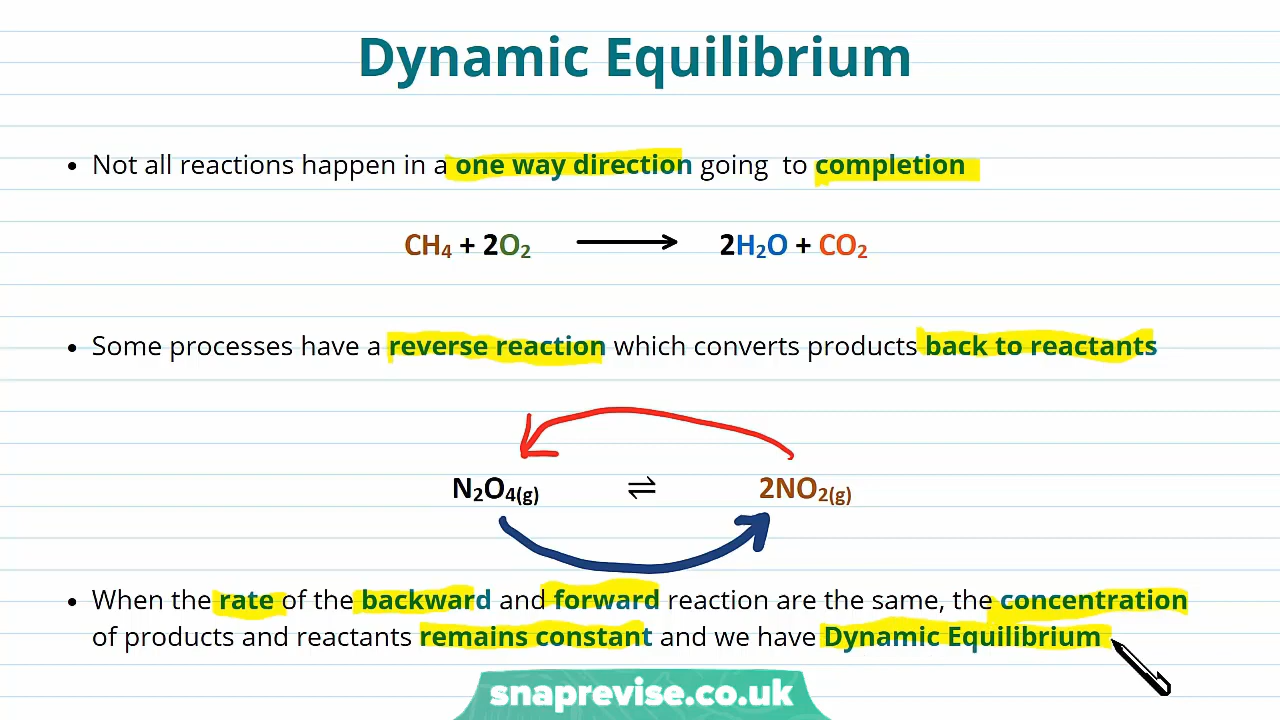 Dynamic Equilibrium
• Not all reactions happen in a one way direction going to completion
CH₄ + 2O₂ ⟶ 2H₂O + CO₂
• Some processes have a reverse reaction which converts products back to reactants
N₂O₄(g) ⇌ 2NO₂(g)
• When the rate of the backward and forward reaction are the same, the concentration
of products and reactants remains constant and we have Dynamic Equilibrium
snaprevise.co.uk